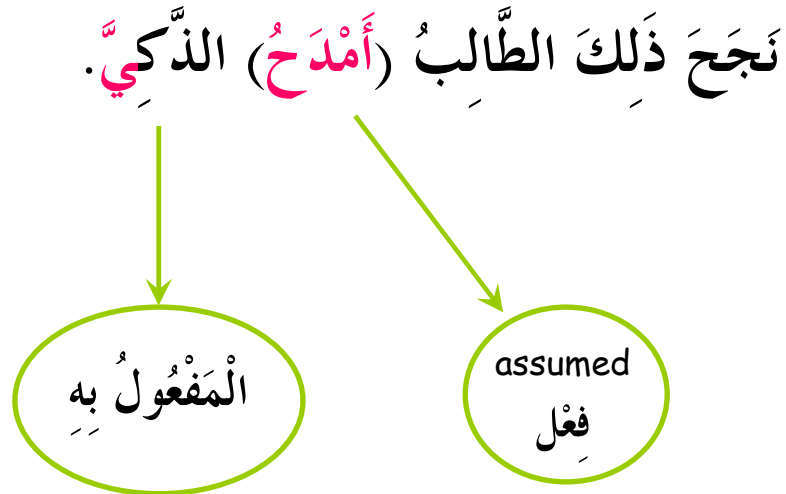 نَجَحَ ذَلِكَ الطَّالِبُ (أَمْدَحُ) الذَّكِيَّ.
الْمَفْعُولُ بِهِ
assumed
فِعْل